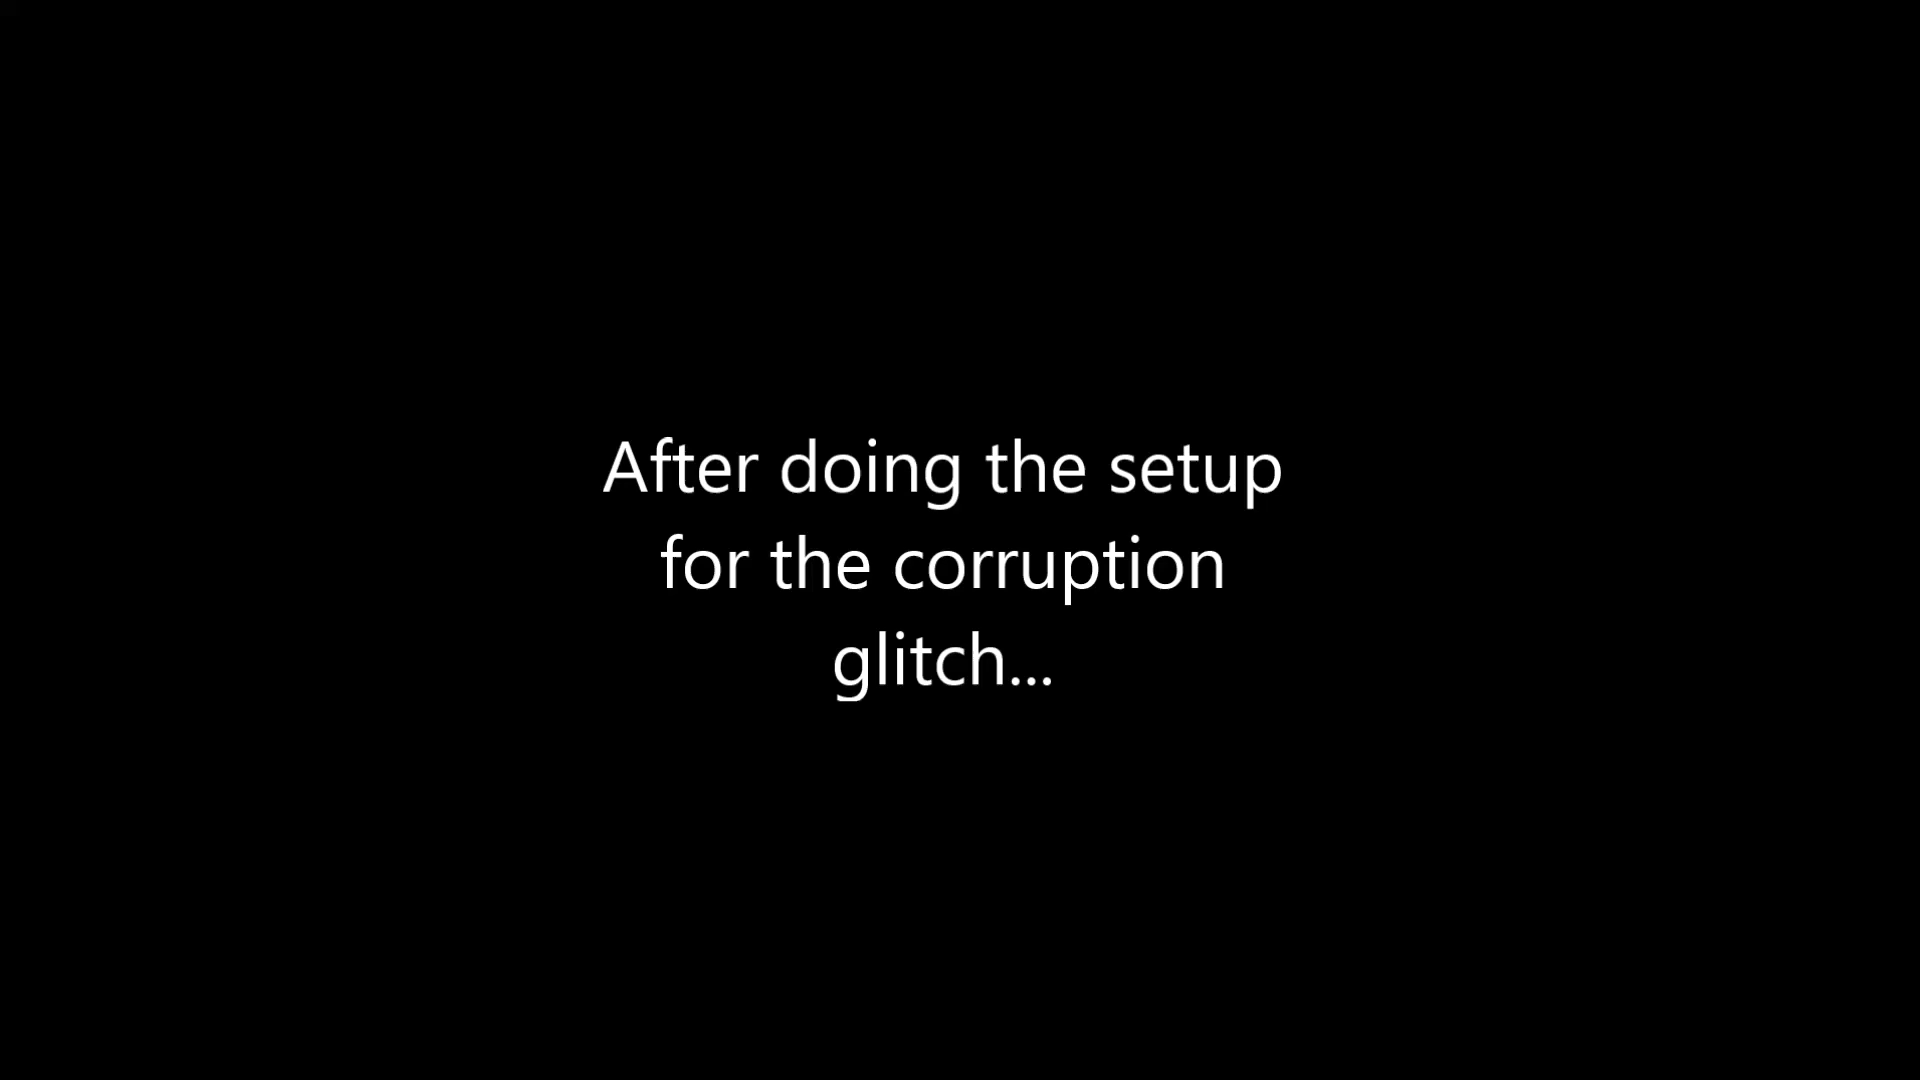 After doing the setup
for the corruption
glitch...